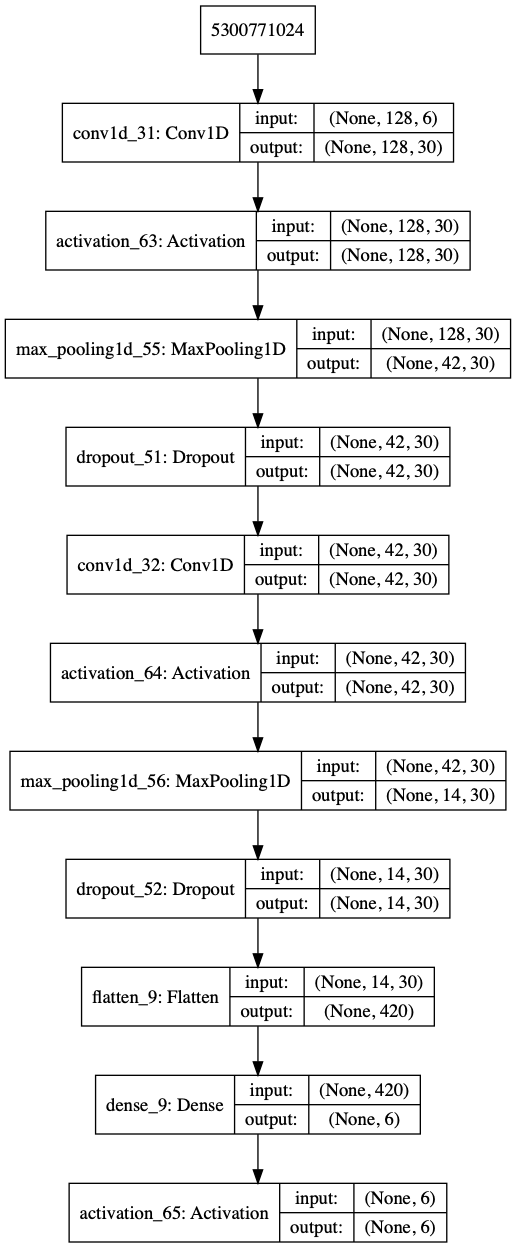 5300771024
conv1d_31: Conv1D
input: (None, 128, 6)
output: (None, 128, 30)
activation_63: Activation
input: (None, 128, 30)
output: (None, 128, 30)
max_pooling1d_55: MaxPooling1D
input: (None, 128, 30)
output: (None, 42, 30)
dropout_51: Dropout
input: (None, 42, 30)
output: (None, 42, 30)
conv1d_32: Conv1D
input: (None, 42, 30)
output: (None, 42, 30)
activation_64: Activation
input: (None, 42, 30)
output: (None, 42, 30)
max_pooling1d_56: MaxPooling1D
input: (None, 42, 30)
output: (None, 14, 30)
dropout_52: Dropout
input: (None, 14, 30)
output: (None, 14, 30)
flatten_9: Flatten
input: (None, 14, 30)
output: (None, 420)
dense_9: Dense
input: (None, 420)
output: (None, 6)
activation_65: Activation
input: (None, 6)
output: (None, 6)